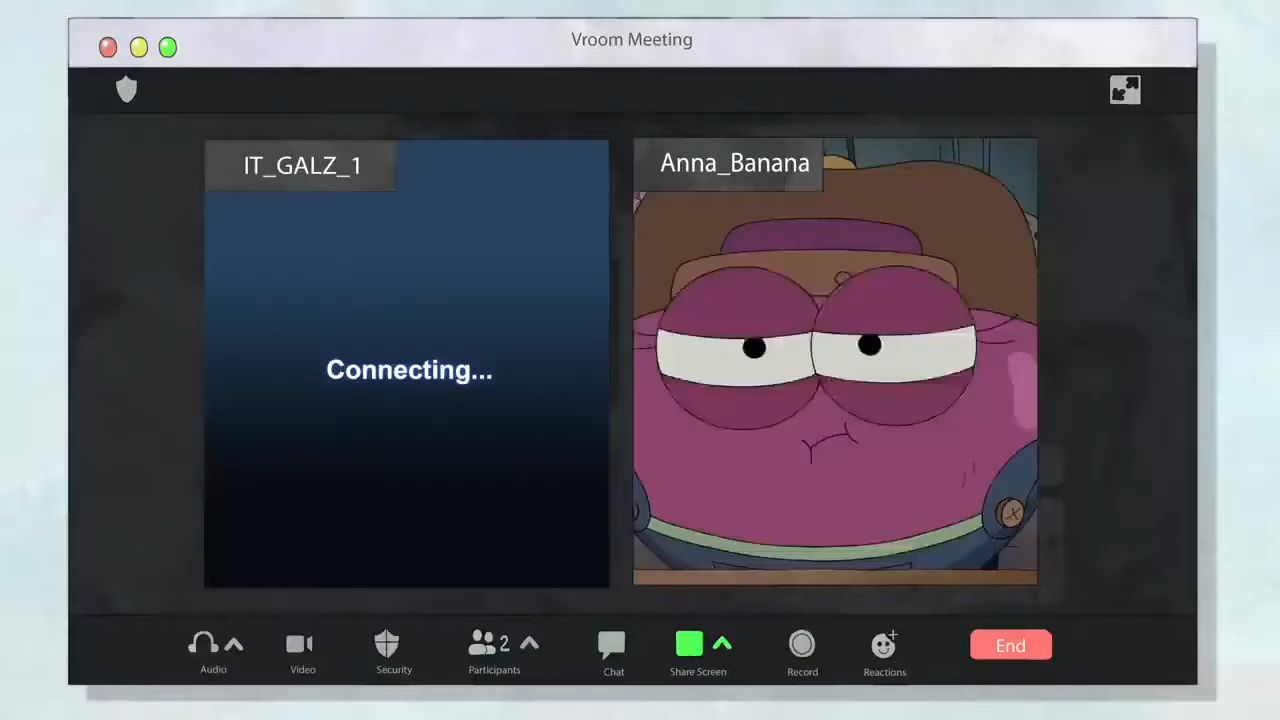 Vroom Meeting
IT_GALZ_1
Anna_Banana
Connecting...
2
Audio
Video
Security
Participants
Chat
Share Screen
Record
Reactions
End